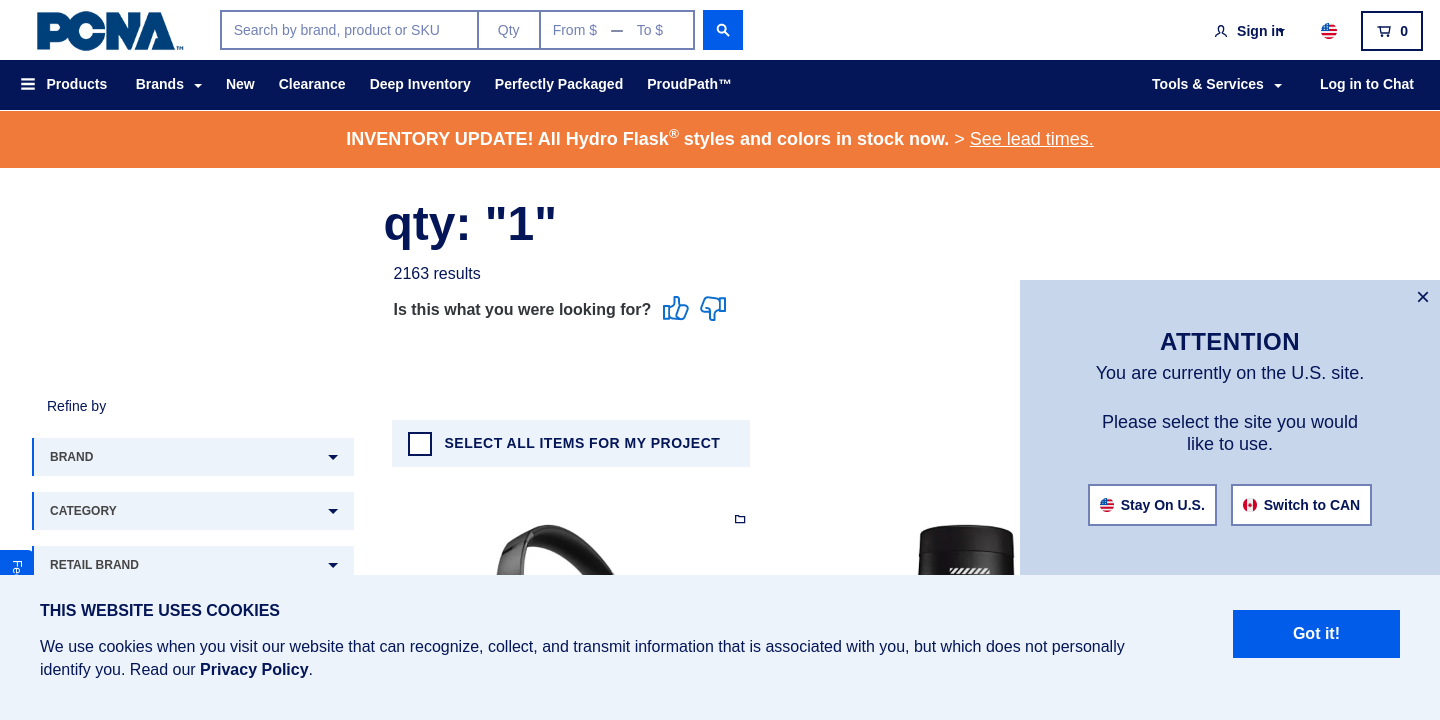 PCNA™
Search by brand, product or SKU
Qty
From $ — To $
Sign in
0
Products
Brands
New
Clearance
Deep Inventory
Perfectly Packaged
ProudPath™
Tools & Services
Log in to Chat
INVENTORY UPDATE! All Hydro Flask® styles and colors in stock now. > See lead times.
qty: "1"
2163 results
Is this what you were looking for?
×
ATTENTION
You are currently on the U.S. site.
Please select the site you would
like to use.
Stay On U.S.
Switch to CAN
Refine by
BRAND
CATEGORY
RETAIL BRAND
SELECT ALL ITEMS FOR MY PROJECT
THIS WEBSITE USES COOKIES
We use cookies when you visit our website that can recognize, collect, and transmit information that is associated with you, but which does not personally
identify you. Read our Privacy Policy.
Got it!